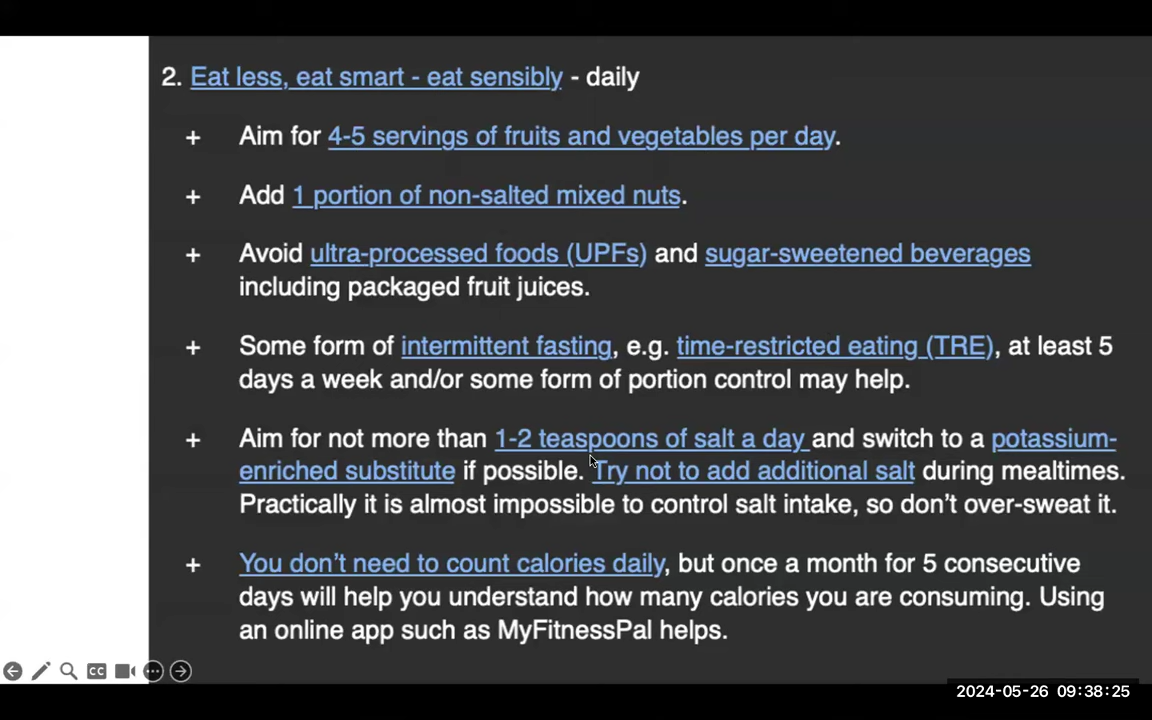 2. Eat less, eat smart - eat sensibly - daily
+ Aim for 4-5 servings of fruits and vegetables per day.
+ Add 1 portion of non-salted mixed nuts.
+ Avoid ultra-processed foods (UPFs) and sugar-sweetened beverages
including packaged fruit juices.
+ Some form of intermittent fasting, e.g. time-restricted eating (TRE), at least 5
days a week and/or some form of portion control may help.
+ Aim for not more than 1-2 teaspoons of salt a day and switch to a potassium-
enriched substitute if possible. Try not to add additional salt during mealtimes.
Practically it is almost impossible to control salt intake, so don’t over-sweat it.
+ You don’t need to count calories daily, but once a month for 5 consecutive
days will help you understand how many calories you are consuming. Using
an online app such as MyFitnessPal helps.
CC
2024-05-26 09:38:25